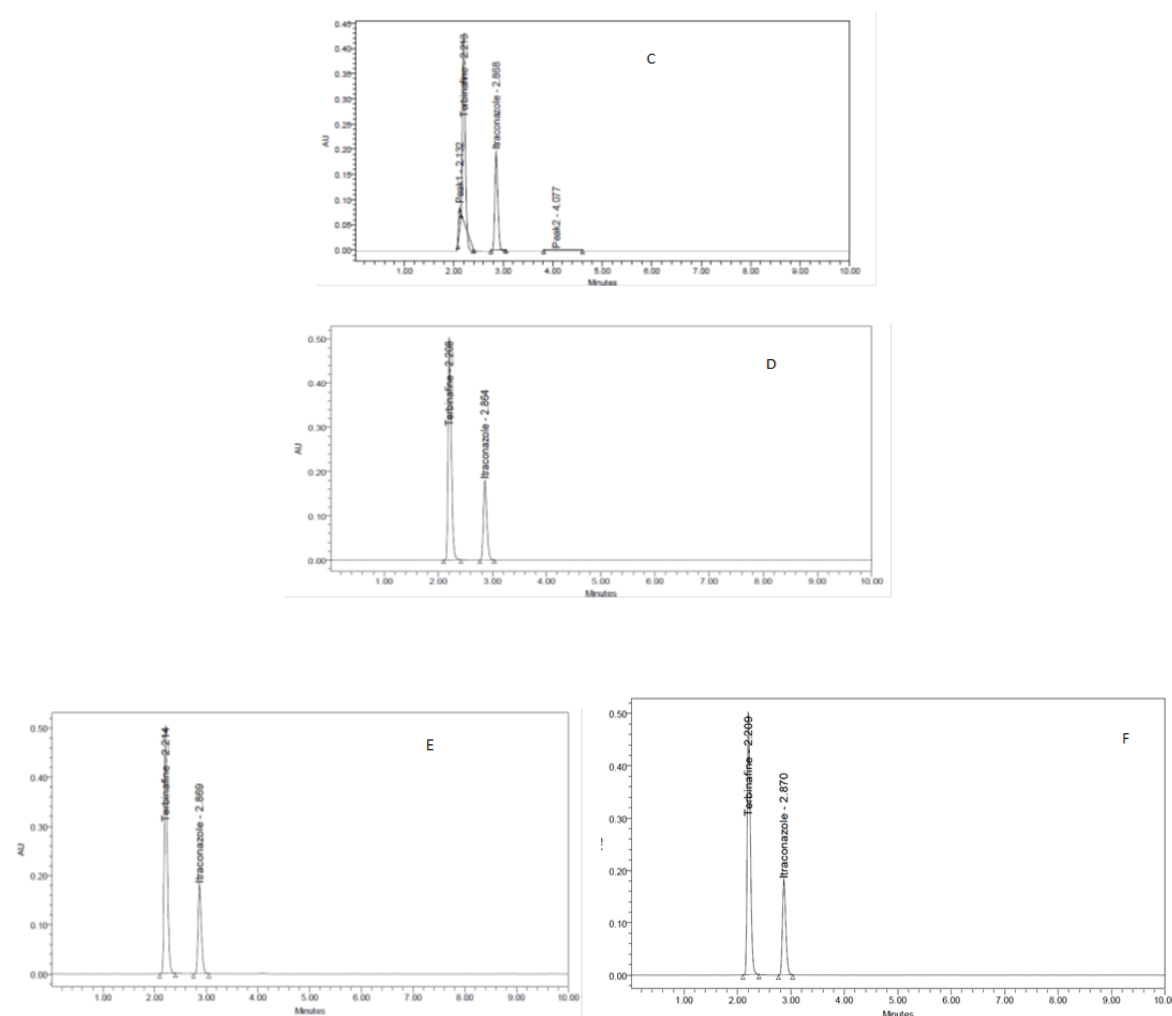 C
0.45
0.40
0.35
0.30
0.25
0.20
0.15
0.10
0.05
0.00
AU
Peak1 - 2.132
Terbinafine - 2.213
Itraconazole - 2.868
Peak2 - 4.077
1.00 2.00 3.00 4.00 5.00 6.00 7.00 8.00 9.00 10.00
Minutes
D
0.50
0.40
0.30
0.20
0.10
0.00
AU
Terbinafine - 2.208
Itraconazole - 2.864
1.00 2.00 3.00 4.00 5.00 6.00 7.00 8.00 9.00 10.00
Minutes
E
0.50
0.40
0.30
0.20
0.10
0.00
AU
Terbinafine - 2.214
Itraconazole - 2.869
1.00 2.00 3.00 4.00 5.00 6.00 7.00 8.00 9.00 10.00
Minutes
F
0.50
0.40
0.30
0.20
0.10
0.00
Terbinafine - 2.209
Itraconazole - 2.870
1.00 2.00 3.00 4.00 5.00 6.00 7.00 8.00 9.00 10.0
Minutes